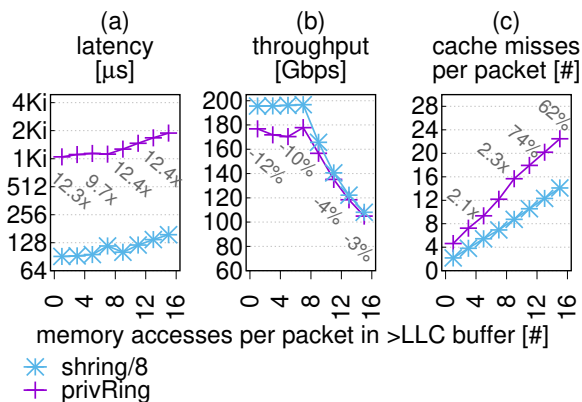 (a)
latency
[µs]
4Ki
2Ki
1Ki
512
256
128
64
12.3x
9.7x
12.4x
12.4x
0
4
8
12
16
(b)
throughput
[Gbps]
200
180
160
140
120
100
80
60
-12%
-10%
-4%
-3%
0
4
8
12
16
(c)
cache misses
per packet [#]
28
24
20
16
12
8
4
0
2.1x
2.3x
74%
62%
0
4
8
12
16
memory accesses per packet in >LLC buffer [#]
shring/8
privRing